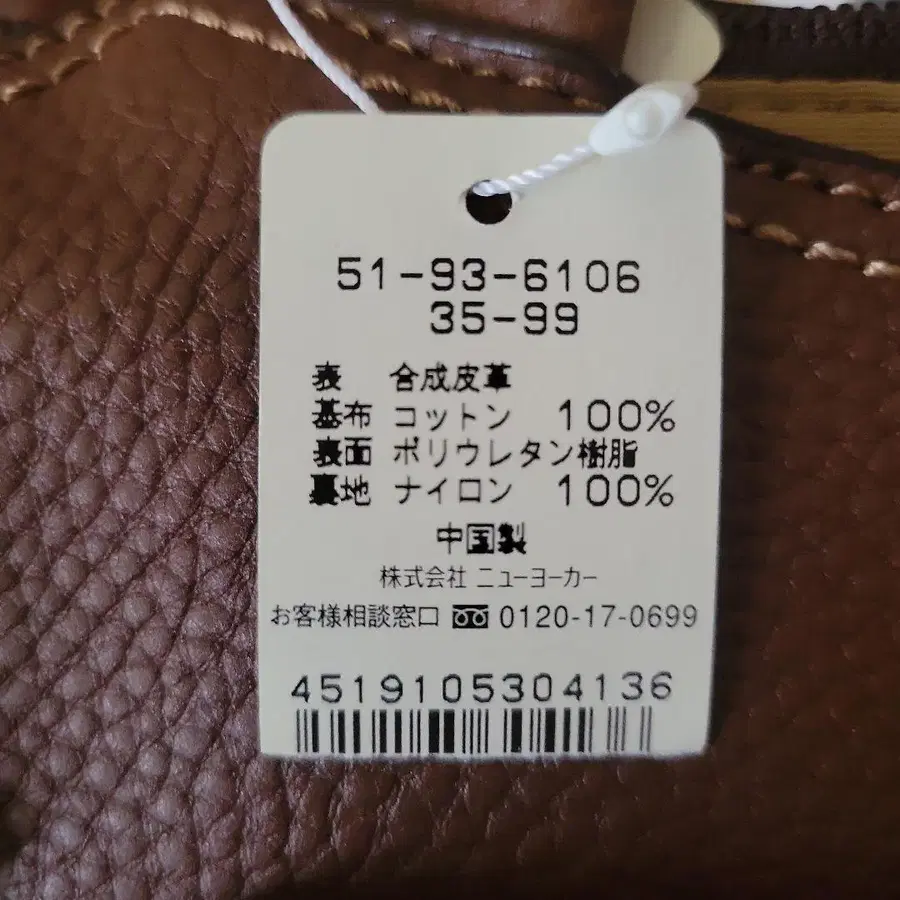 51-93-6106
35-99
表 合成皮革
基布 コットン 100%
表面 ポリウレタン樹脂
裏地 ナイロン 100%
中国製
株式会社 ニューヨーカー
お客様相談窓口 0120-17-0699
4519105304136